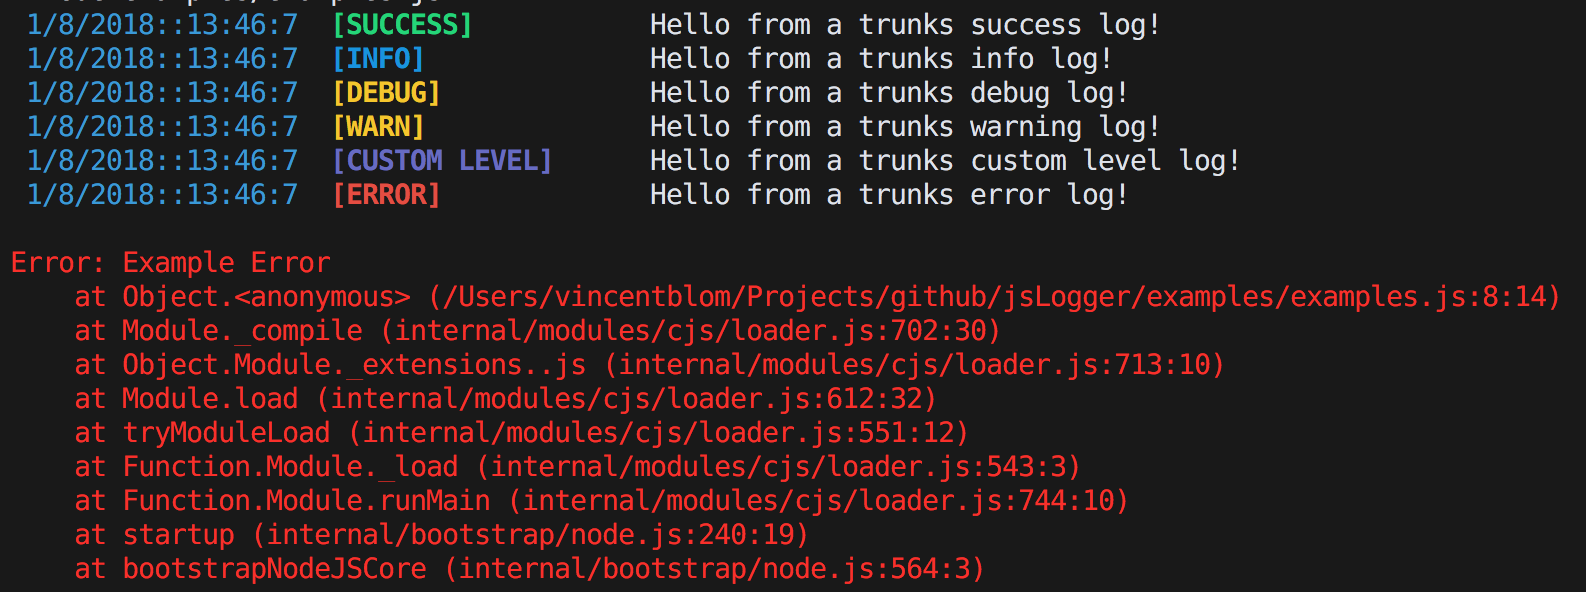 1/8/2018::13:46:7 [SUCCESS] Hello from a trunks success log!
1/8/2018::13:46:7 [INFO] Hello from a trunks info log!
1/8/2018::13:46:7 [DEBUG] Hello from a trunks debug log!
1/8/2018::13:46:7 [WARN] Hello from a trunks warning log!
1/8/2018::13:46:7 [CUSTOM LEVEL] Hello from a trunks custom level log!
1/8/2018::13:46:7 [ERROR] Hello from a trunks error log!
Error: Example Error
at Object.<anonymous> (/Users/vincentblom/Projects/github/jsLogger/examples/examples.js:8:14)
at Module._compile (internal/modules/cjs/loader.js:702:30)
at Object.Module._extensions..js (internal/modules/cjs/loader.js:713:10)
at Module.load (internal/modules/cjs/loader.js:612:32)
at tryModuleLoad (internal/modules/cjs/loader.js:551:12)
at Function.Module._load (internal/modules/cjs/loader.js:543:3)
at Function.Module.runMain (internal/modules/cjs/loader.js:744:10)
at startup (internal/bootstrap/node.js:240:19)
at bootstrapNodeJSCore (internal/bootstrap/node.js:564:3)